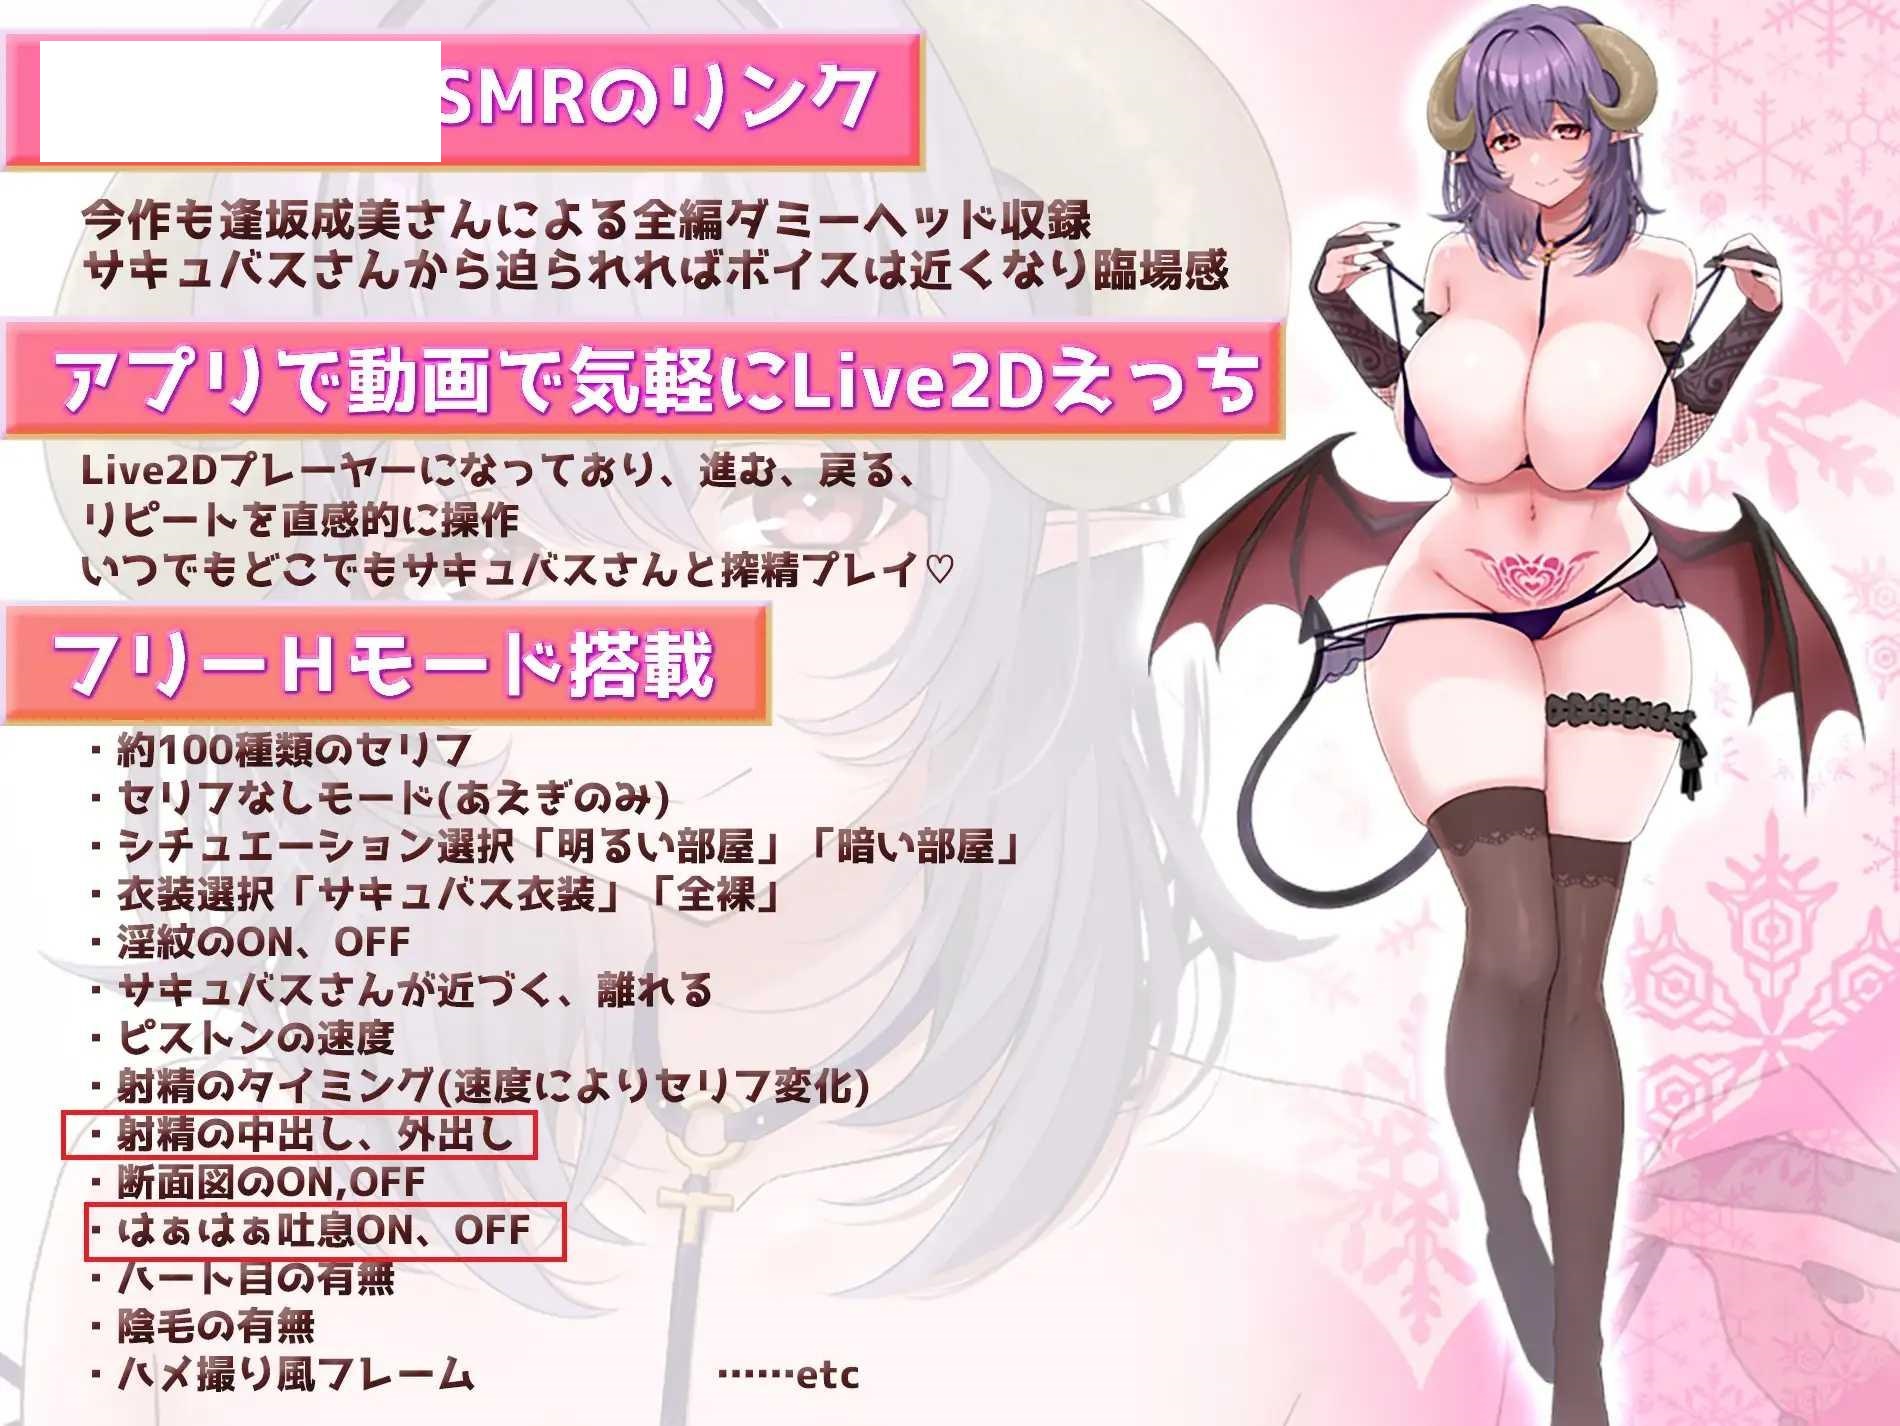 SMRのリンク
今作も逢坂成美さんによる全編ダミーヘッド収録
サキュバスさんから迫られればボイスは近くなり臨場感
アプリで動画で気軽にLive2Dえっち
Live2Dプレーヤーになっており、進む、戻る、
リピートを直感的に操作
いつでもどこでもサキュバスさんと搾精プレイ♡
フリーHモード搭載
・約100種類のセリフ
・セリフなしモード(あえぎのみ)
・シチュエーション選択「明るい部屋」「暗い部屋」
・衣装選択「サキュバス衣装」「全裸」
・淫紋のON、OFF
・サキュバスさんが近づく、離れる
・ピストンの速度
・射精のタイミング(速度によりセリフ変化)
・射精の中出し、外出し
・断面図のON,OFF
・はぁはぁ吐息ON、OFF
・ハート目の有無
・陰毛の有無
・ハメ撮り風フレーム ……etc